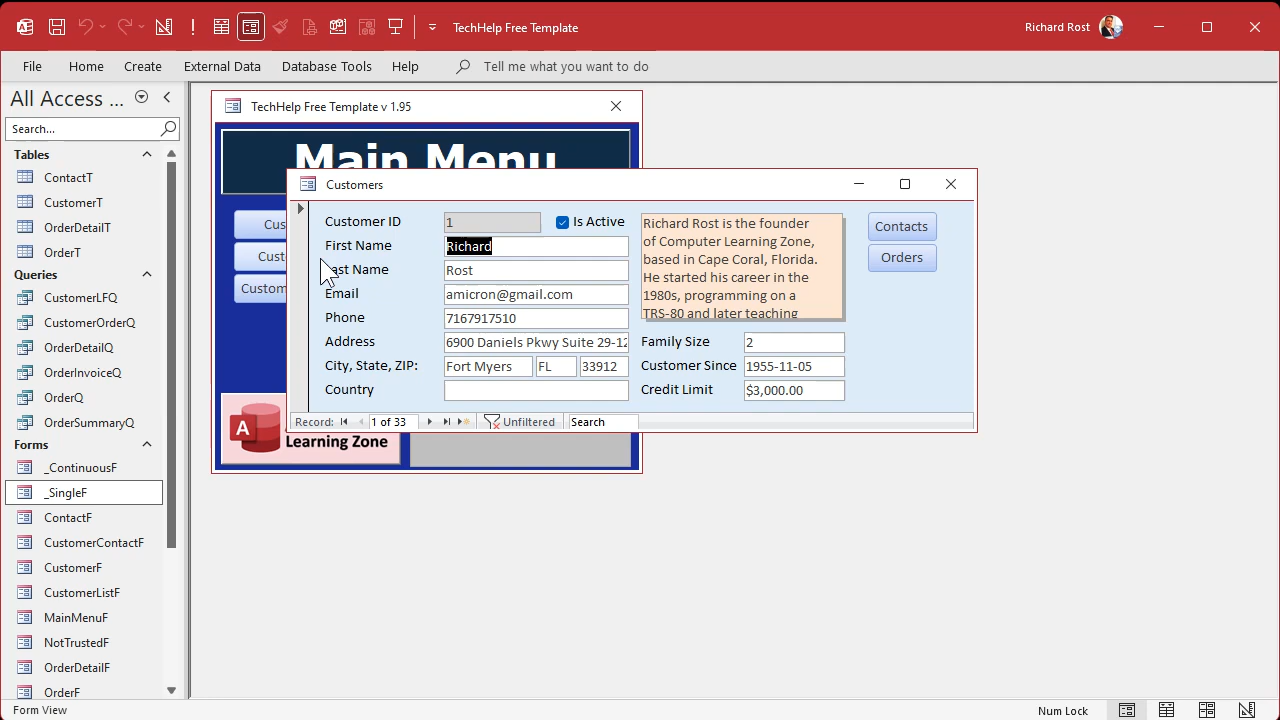 TechHelp Free Template
Richard Rost
File Home Create External Data Database Tools Help Tell me what you want to do
All Access ...
Search...
Tables
ContactT
CustomerT
OrderDetailT
OrderT
Queries
CustomerLFQ
CustomerOrderQ
OrderDetailQ
OrderInvoiceQ
OrderQ
OrderSummaryQ
Forms
_ContinuousF
_SingleF
ContactF
CustomerContactF
CustomerF
CustomerListF
MainMenuF
NotTrustedF
OrderDetailF
OrderF
TechHelp Free Template v 1.95
Main Menu
Cus
Custo
Custom
A
Learning Zone
Customers
Customer ID 1 Is Active
First Name Richard
ast Name Rost
Email amicron@gmail.com
Phone 7167917510
Address 6900 Daniels Pkwy Suite 29-12
City, State, ZIP: Fort Myers FL 33912
Country
Richard Rost is the founder
of Computer Learning Zone,
based in Cape Coral, Florida.
He started his career in the
1980s, programming on a
TRS-80 and later teaching
Family Size 2
Customer Since 1955-11-05
Credit Limit $3,000.00
Contacts
Orders
Record: 1 of 33 Unfiltered Search
Form View
Num Lock